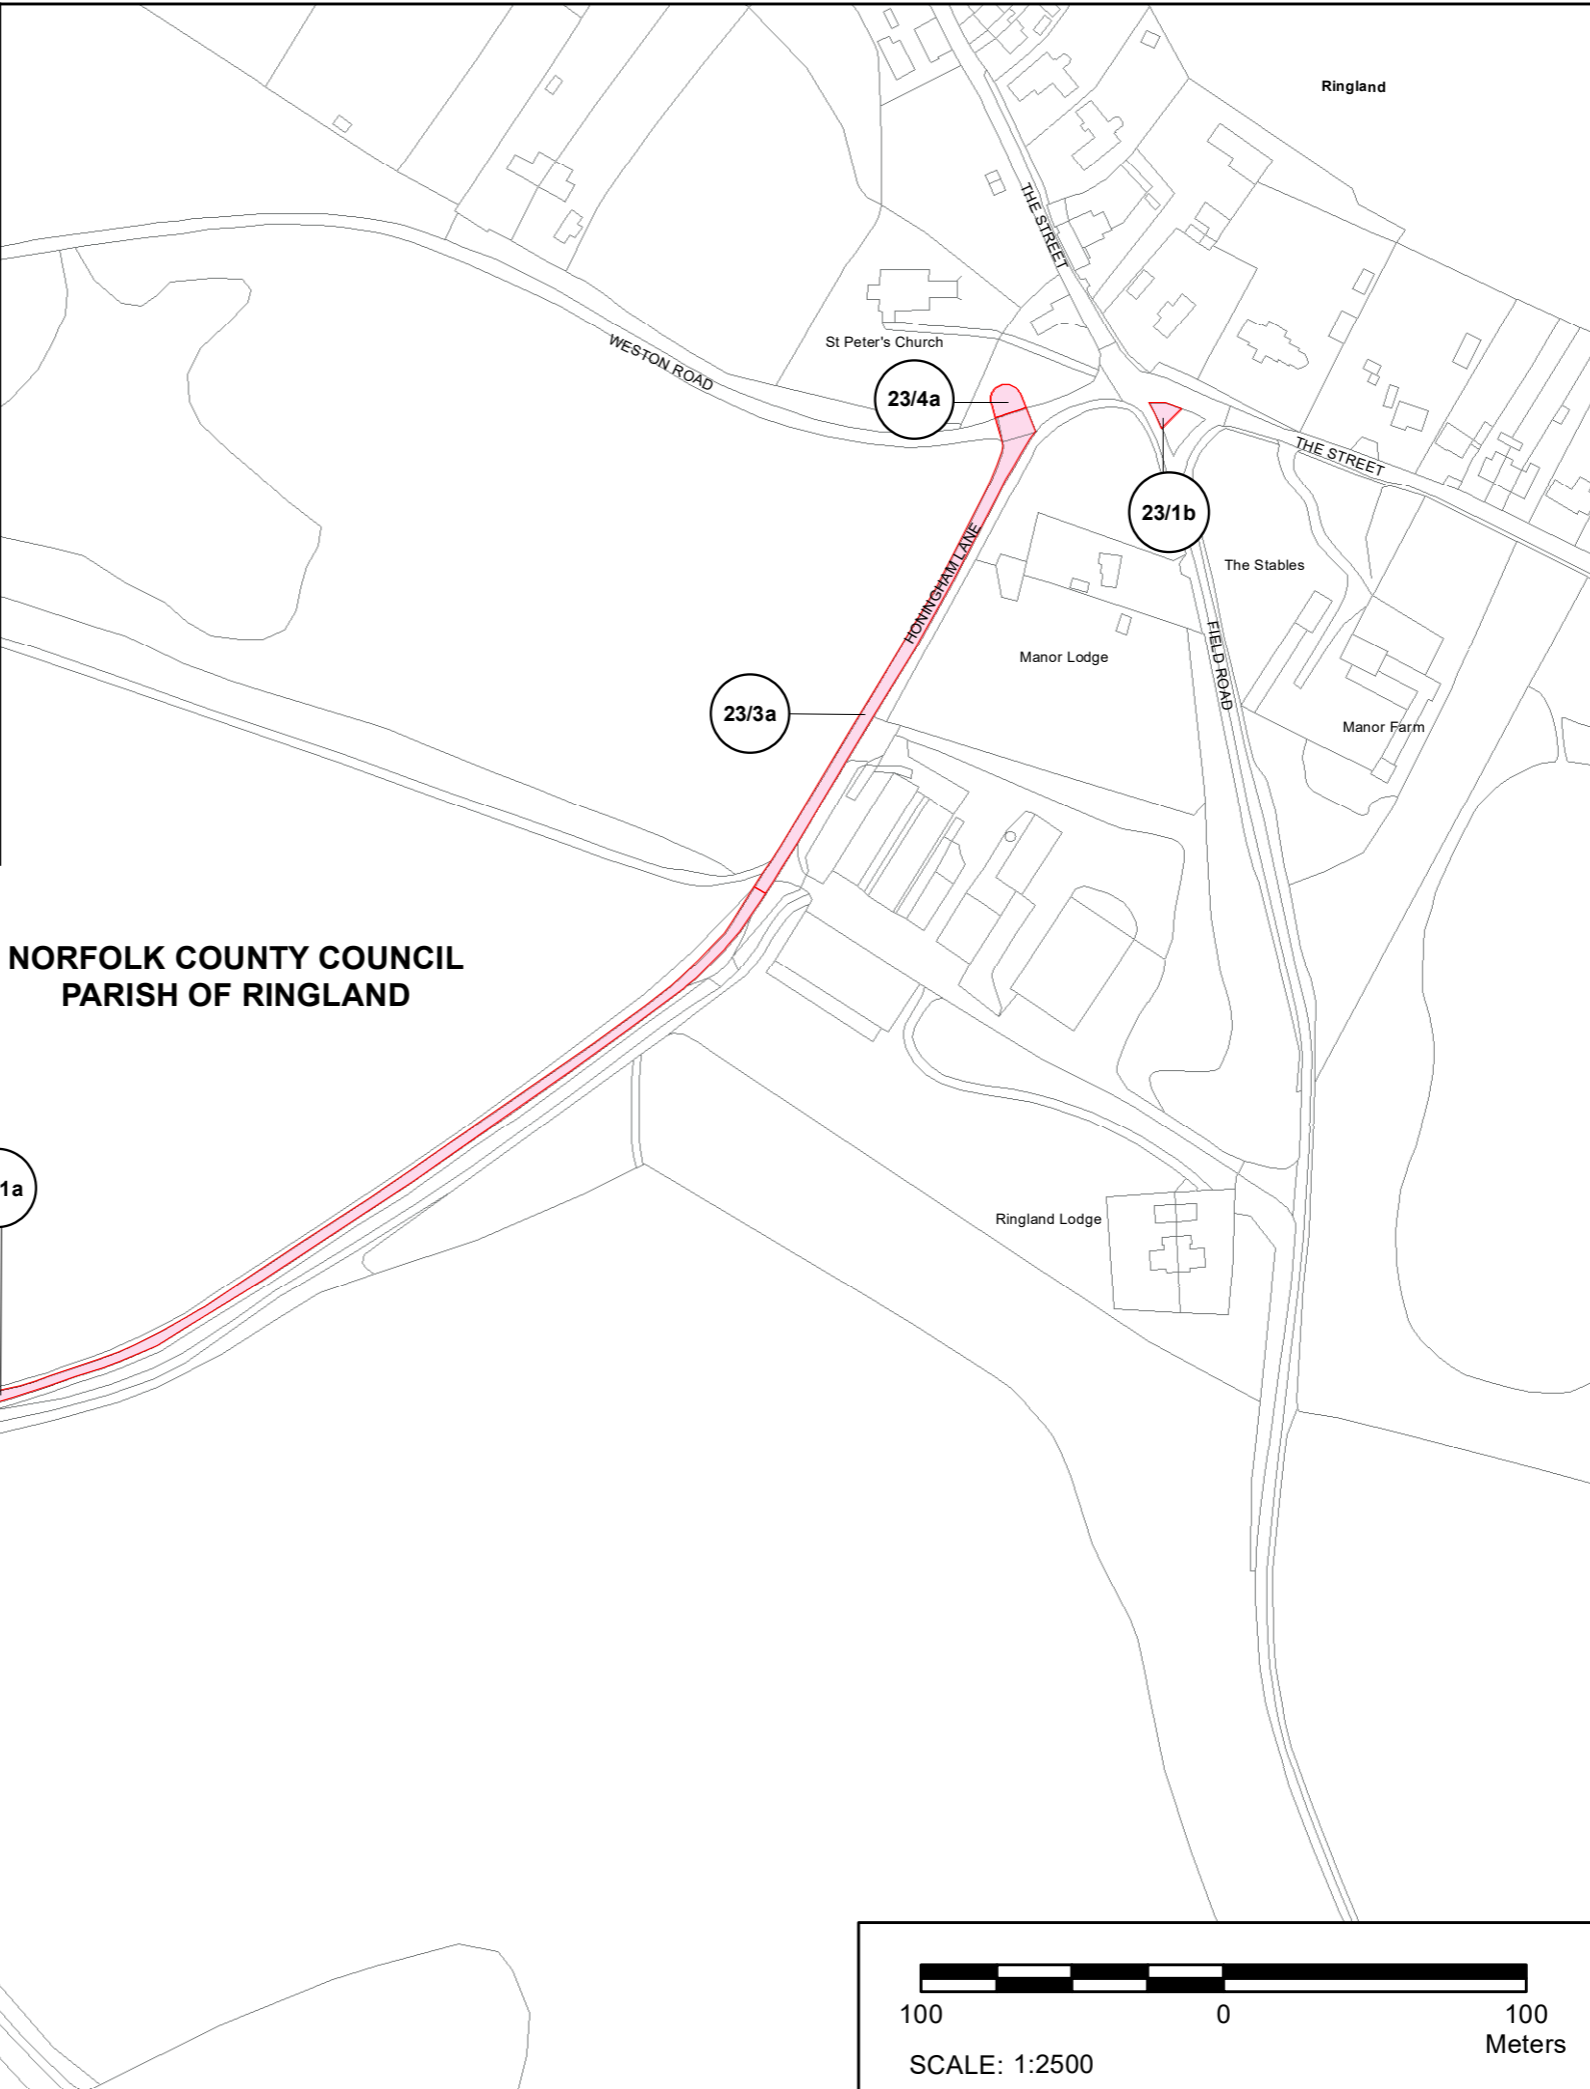 Ringland
THE STREET
St Peter's Church
WESTON ROAD
23/4a
THE STREET
23/1b
HONINGHAM LANE
The Stables
Manor Lodge
FIELD ROAD
23/3a
Manor Farm
NORFOLK COUNTY COUNCIL
PARISH OF RINGLAND
1a
Ringland Lodge
100 0 100
Meters
SCALE: 1:2500